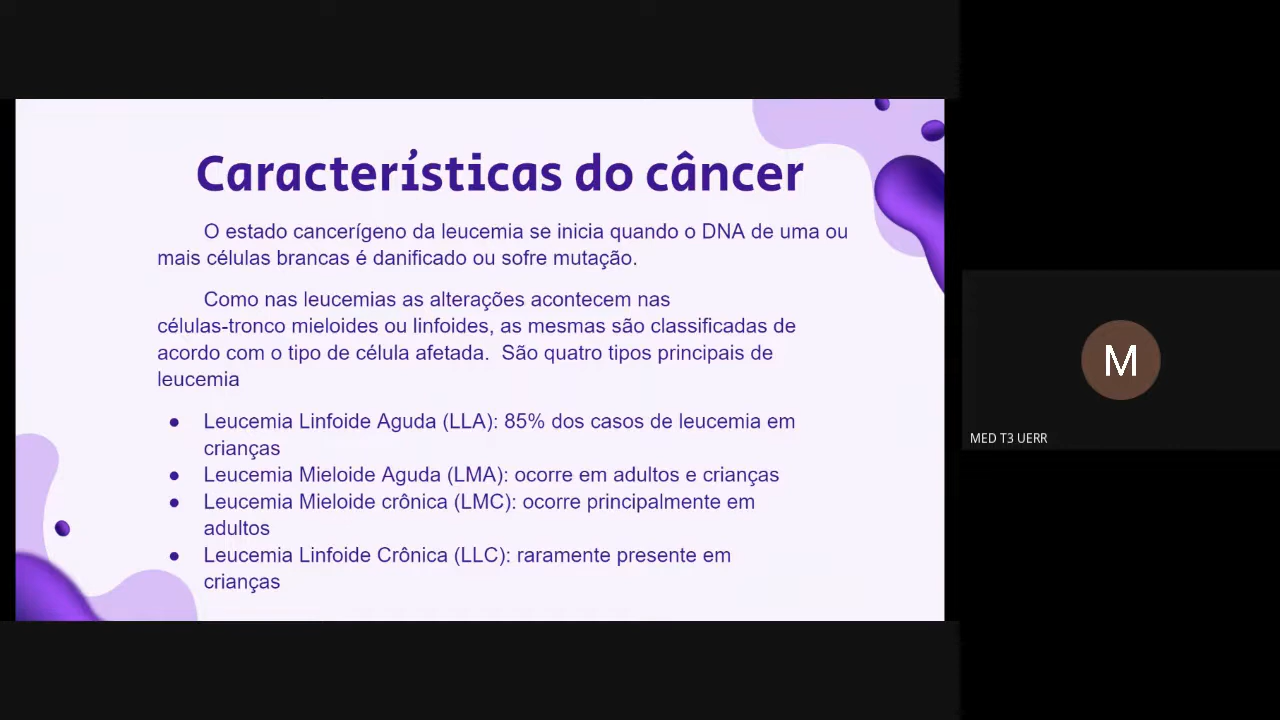 Características do câncer
O estado cancerígeno da leucemia se inicia quando o DNA de uma ou
mais células brancas é danificado ou sofre mutação.
Como nas leucemias as alterações acontecem nas
células-tronco mieloides ou linfoides, as mesmas são classificadas de
acordo com o tipo de célula afetada.  São quatro tipos principais de
leucemia
● Leucemia Linfoide Aguda (LLA): 85% dos casos de leucemia em
crianças
● Leucemia Mieloide Aguda (LMA): ocorre em adultos e crianças
● Leucemia Mieloide crônica (LMC): ocorre principalmente em
adultos
● Leucemia Linfoide Crônica (LLC): raramente presente em
crianças
M
MED T3 UERR